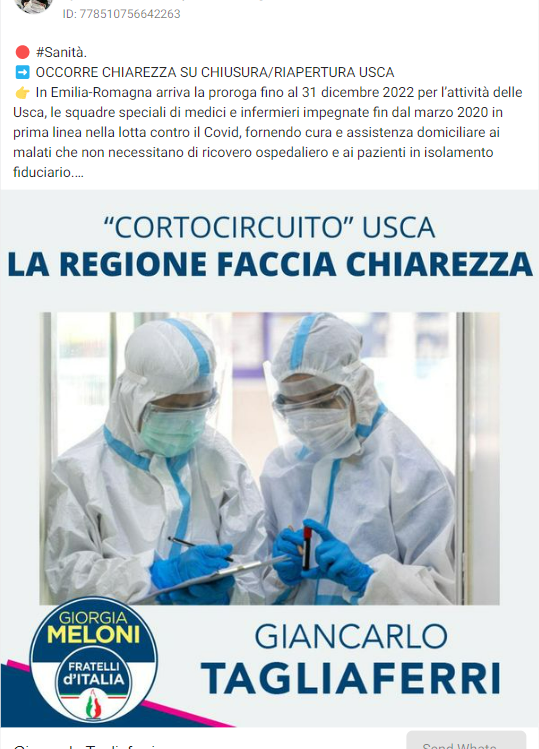 ID: 778510756642263
#Sanità.
OCCORRE CHIAREZZA SU CHIUSURA/RIAPERTURA USCA
In Emilia-Romagna arriva la proroga fino al 31 dicembre 2022 per l'attività delle
Usca, le squadre speciali di medici e infermieri impegnate fin dal marzo 2020 in
prima linea nella lotta contro il Covid, fornendo cura e assistenza domiciliare ai
malati che non necessitano di ricovero ospedaliero e ai pazienti in isolamento
fiduciario....
“CORTOCIRCUITO” USCA
LA REGIONE FACCIA CHIAREZZA
GIORGIA
MELONI
FRATELLI
d'ITALIA
GIANCARLO
TAGLIAFERRI